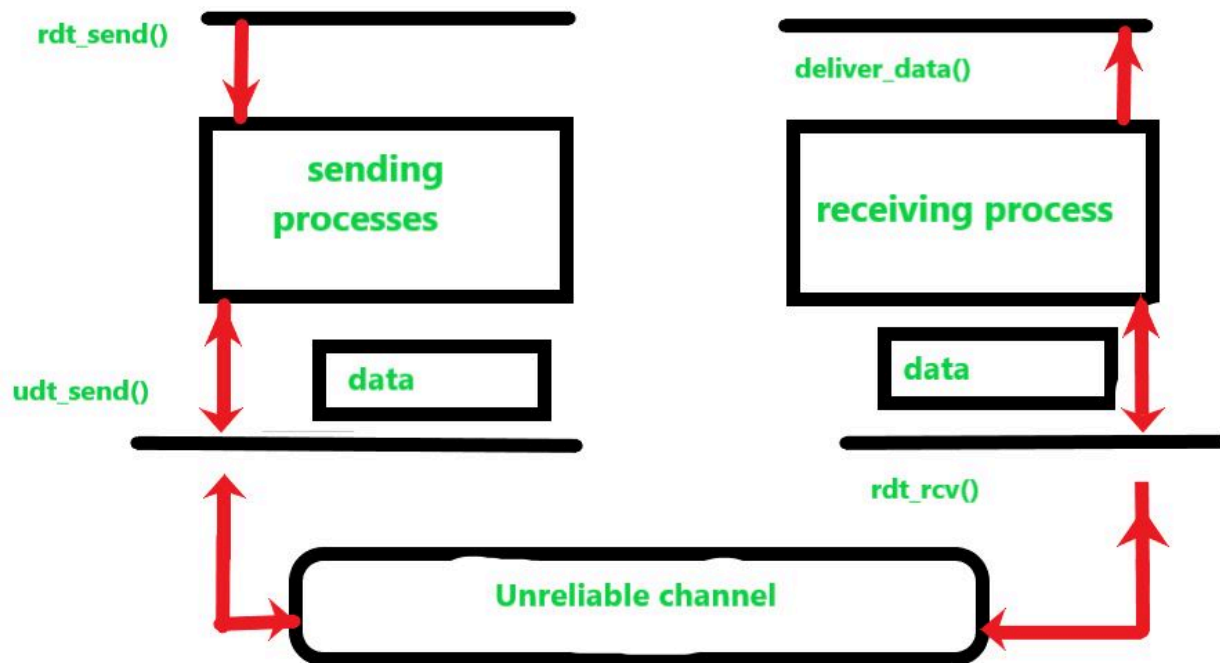 rdt_send()
deliver_data()
sending
processes
receiving process
udt_send()
data
data
rdt_rcv()
Unreliable channel